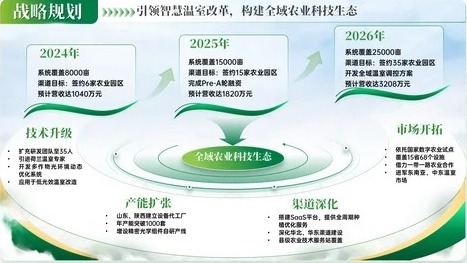 战略规划
引领智慧温室改革，构建全域农业科技生态
2024年
系统覆盖8000亩
渠道目标：签约6家农业园区
预计营收达1040万元
2025年
系统覆盖15000亩
渠道目标：签约15家农业园区
完成Pre-A轮融资
预计营收达1820万元
2026年
系统覆盖25000亩
渠道目标：签约35家农业园区
开发全域温室调控方案
预计营收达3208万元
技术升级
扩充研发团队至35人
引进荷兰温室专家
开发多作物光环境动态
优化系统
应用于低光效温室改造
全域农业科技生态
市场开拓
依托国家数字农业试点
覆盖15省68个设施
借力一带一路农业合作
进军东南亚、中东温室
市场
产能扩张
山东、陕西建立设备代工厂
年产能突破1000套
增设精密光学组件自研产线
渠道深化
搭建SaaS平台，提供全周期种
植优化服务
深化华北、华东渠道建设
县级农业技术服务站覆盖